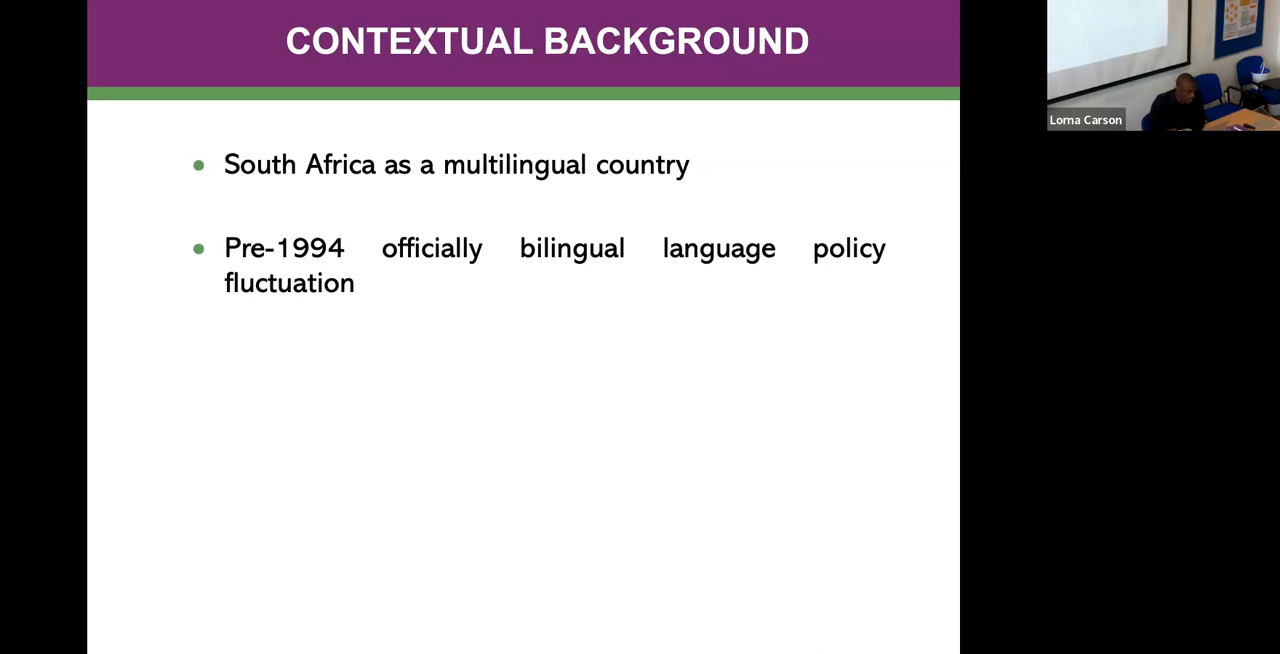 CONTEXTUAL BACKGROUND
South Africa as a multilingual country
Pre-1994 officially bilingual language policy
fluctuation
Lorna Carson